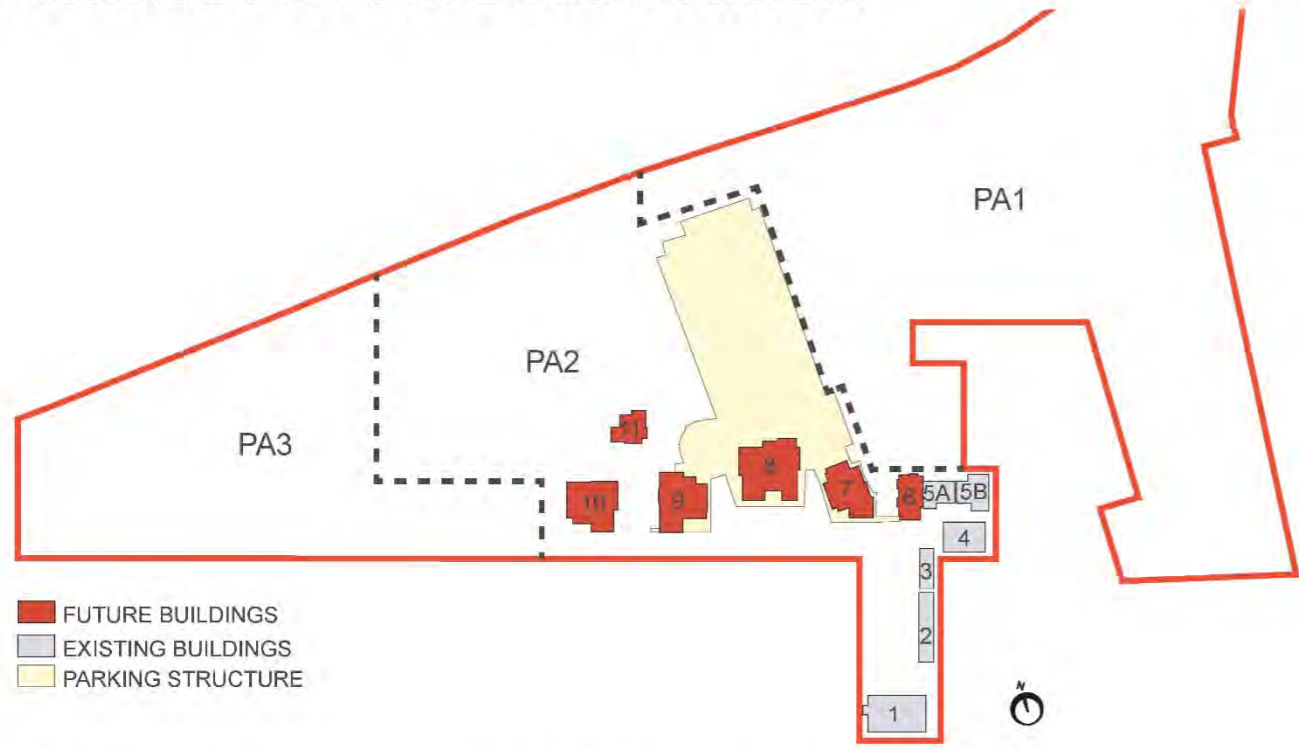 PA1
PA2
PA3
11
8
10
9
7
6
5A
5B
4
3
2
1
FUTURE BUILDINGS
EXISTING BUILDINGS
PARKING STRUCTURE
N